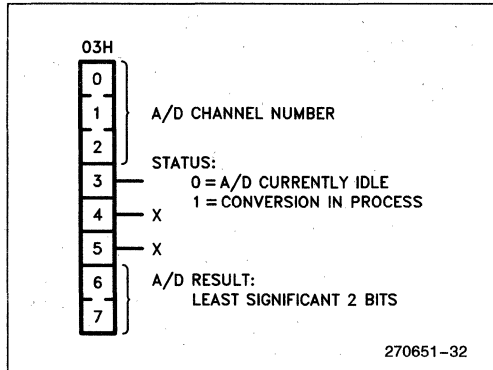 03H
0
1
2
A/D CHANNEL NUMBER
3
STATUS:
0 = A/D CURRENTLY IDLE
1 = CONVERSION IN PROCESS
4
X
5
X
6
7
A/D RESULT:
LEAST SIGNIFICANT 2 BITS
270651-32